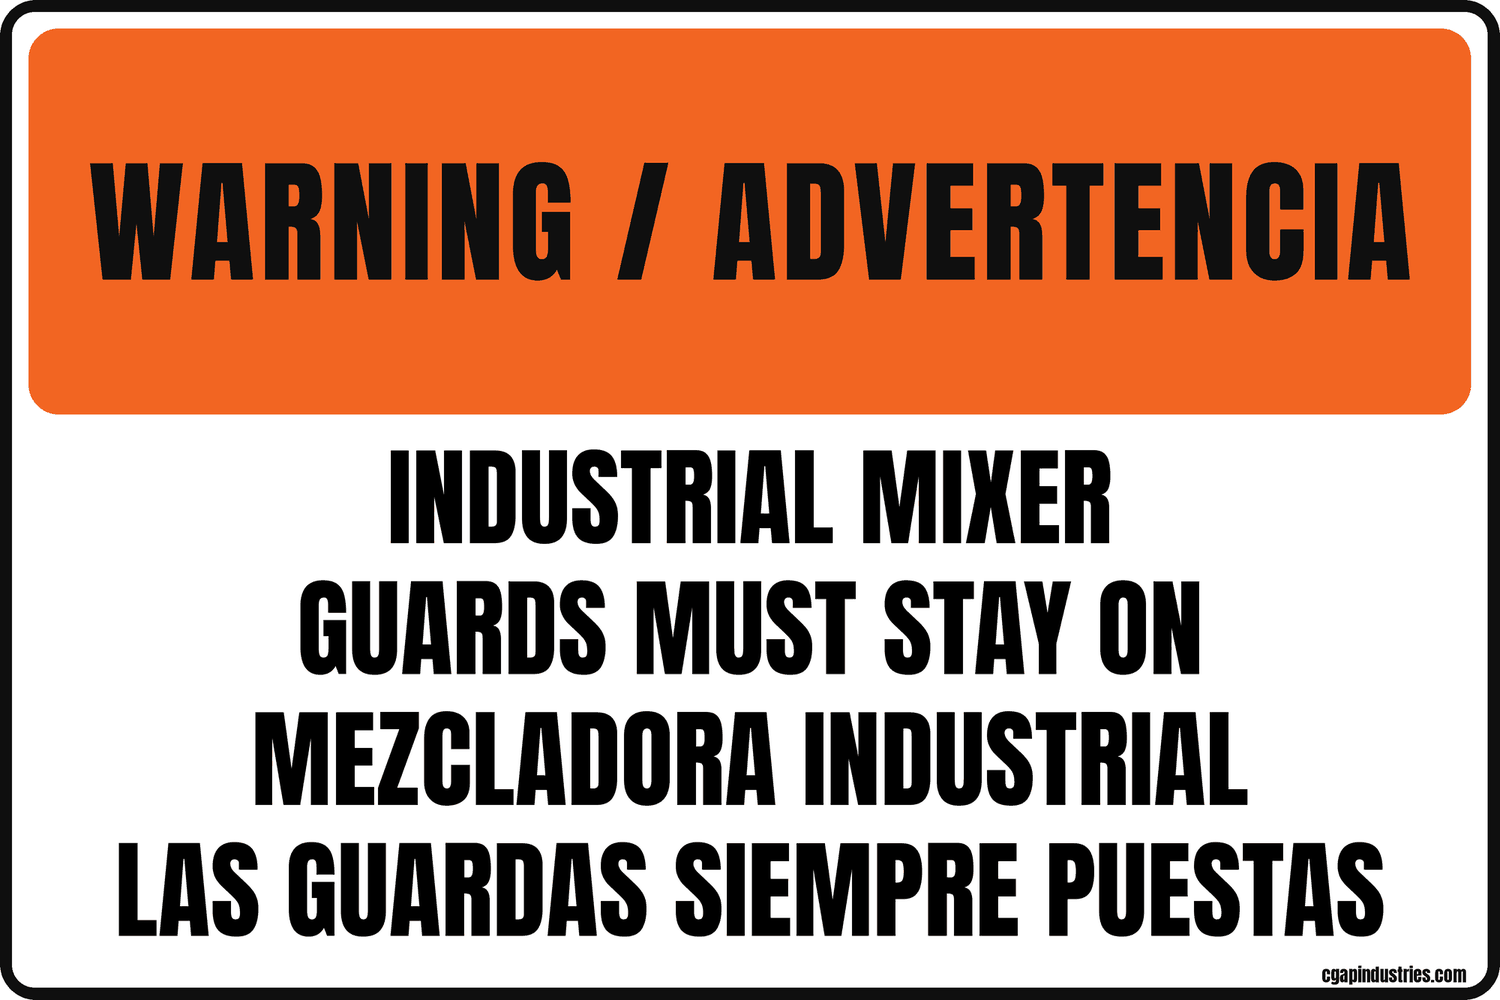 WARNING / ADVERTENCIA
INDUSTRIAL MIXER
GUARDS MUST STAY ON
MEZCLADORA INDUSTRIAL
LAS GUARDAS SIEMPRE PUESTAS
cgapindustries.com